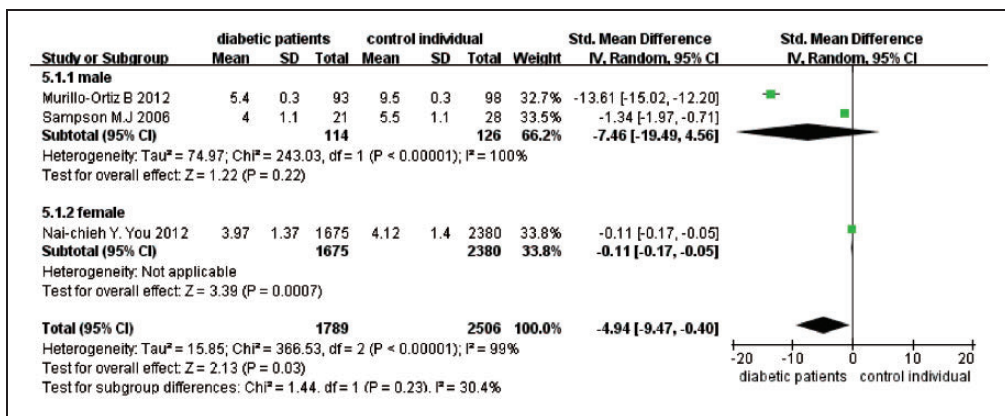 diabetic patients control individual Std. Mean Difference Std. Mean Difference
Study or Subgroup Mean SD Total Mean SD Total Weight IV, Random, 95% CI IV, Random, 95% CI
5.1.1 male
Murillo-Ortiz B 2012 5.4 0.3 93 9.5 0.3 98 32.7% -13.61 [-15.02, -12.20]
Sampson M.J 2006 4 1.1 21 5.5 1.1 28 33.5% -1.34 [-1.97, -0.71]
Subtotal (95% CI) 114 126 66.2% -7.46 [-19.49, 4.56]
Heterogeneity: Tau² = 74.97; Chi² = 243.03, df = 1 (P < 0.00001); I² = 100%
Test for overall effect: Z = 1.22 (P = 0.22)
5.1.2 female
Nai-chieh Y. You 2012 3.97 1.37 1675 4.12 1.4 2380 33.8% -0.11 [-0.17, -0.05]
Subtotal (95% CI) 1675 2380 33.8% -0.11 [-0.17, -0.05]
Heterogeneity: Not applicable
Test for overall effect: Z = 3.39 (P = 0.0007)
Total (95% CI) 1789 2506 100.0% -4.94 [-9.47, -0.40]
Heterogeneity: Tau² = 15.85; Chi² = 366.53, df = 2 (P < 0.00001); I² = 99%
Test for overall effect: Z = 2.13 (P = 0.03)
Test for subgroup differences: Chi² = 1.44. df = 1 (P = 0.23). I² = 30.4%
-20 -10 0 10 20
diabetic patients control individual